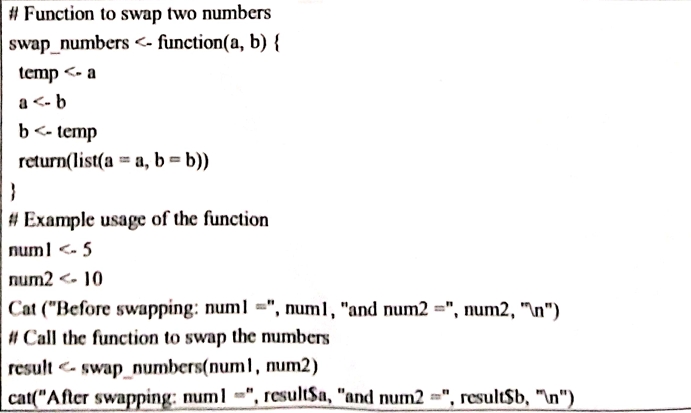 # Function to swap two numbers
swap_numbers <- function(a, b) {
temp <- a
a <- b
b <- temp
return(list(a = a, b = b))
}
# Example usage of the function
num1 <- 5
num2 <- 10
Cat ("Before swapping: num1 =", num1, "and num2 =", num2, "\n")
# Call the function to swap the numbers
result <- swap_numbers(num1, num2)
cat("After swapping: num1 =", result$a, "and num2 =", result$b, "\n")